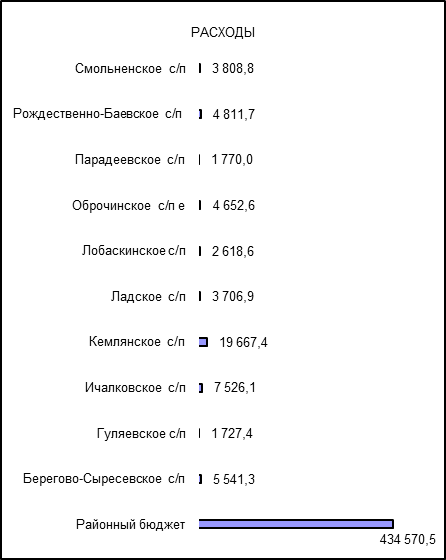 РАСХОДЫ
Смольненское с/п 3 808,8
Рождественно-Баевское с/п 4 811,7
Парадеевское с/п 1 770,0
Оброчинское с/п е 4 652,6
Лобаскинское с/п 2 618,6
Ладское с/п 3 706,9
Кемлянское с/п 19 667,4
Ичалковское с/п 7 526,1
Гуляевское с/п 1 727,4
Берегово-Сыресевское с/п 5 541,3
Районный бюджет
434 570,5